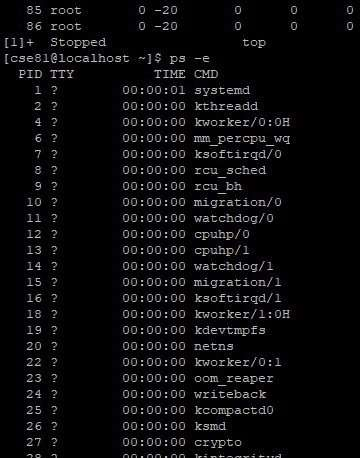 85 root 0 -20 0 0 0
86 root 0 -20 0 0 0
[1]+ Stopped top
[cse81@localhost ~]$ ps -e
PID TTY TIME CMD
1 ? 00:00:01 systemd
2 ? 00:00:00 kthreadd
4 ? 00:00:00 kworker/0:0H
6 ? 00:00:00 mm_percpu_wq
7 ? 00:00:00 ksoftirqd/0
8 ? 00:00:00 rcu_sched
9 ? 00:00:00 rcu_bh
10 ? 00:00:00 migration/0
11 ? 00:00:00 watchdog/0
12 ? 00:00:00 cpuhp/0
13 ? 00:00:00 cpuhp/1
14 ? 00:00:00 watchdog/1
15 ? 00:00:00 migration/1
16 ? 00:00:00 ksoftirqd/1
18 ? 00:00:00 kworker/1:0H
19 ? 00:00:00 kdevtmpfs
20 ? 00:00:00 netns
22 ? 00:00:00 kworker/0:1
23 ? 00:00:00 oom_reaper
24 ? 00:00:00 writeback
25 ? 00:00:00 kcompactd0
26 ? 00:00:00 ksmd
27 ? 00:00:00 crypto
28 ? 00:00:00 kintegrityd